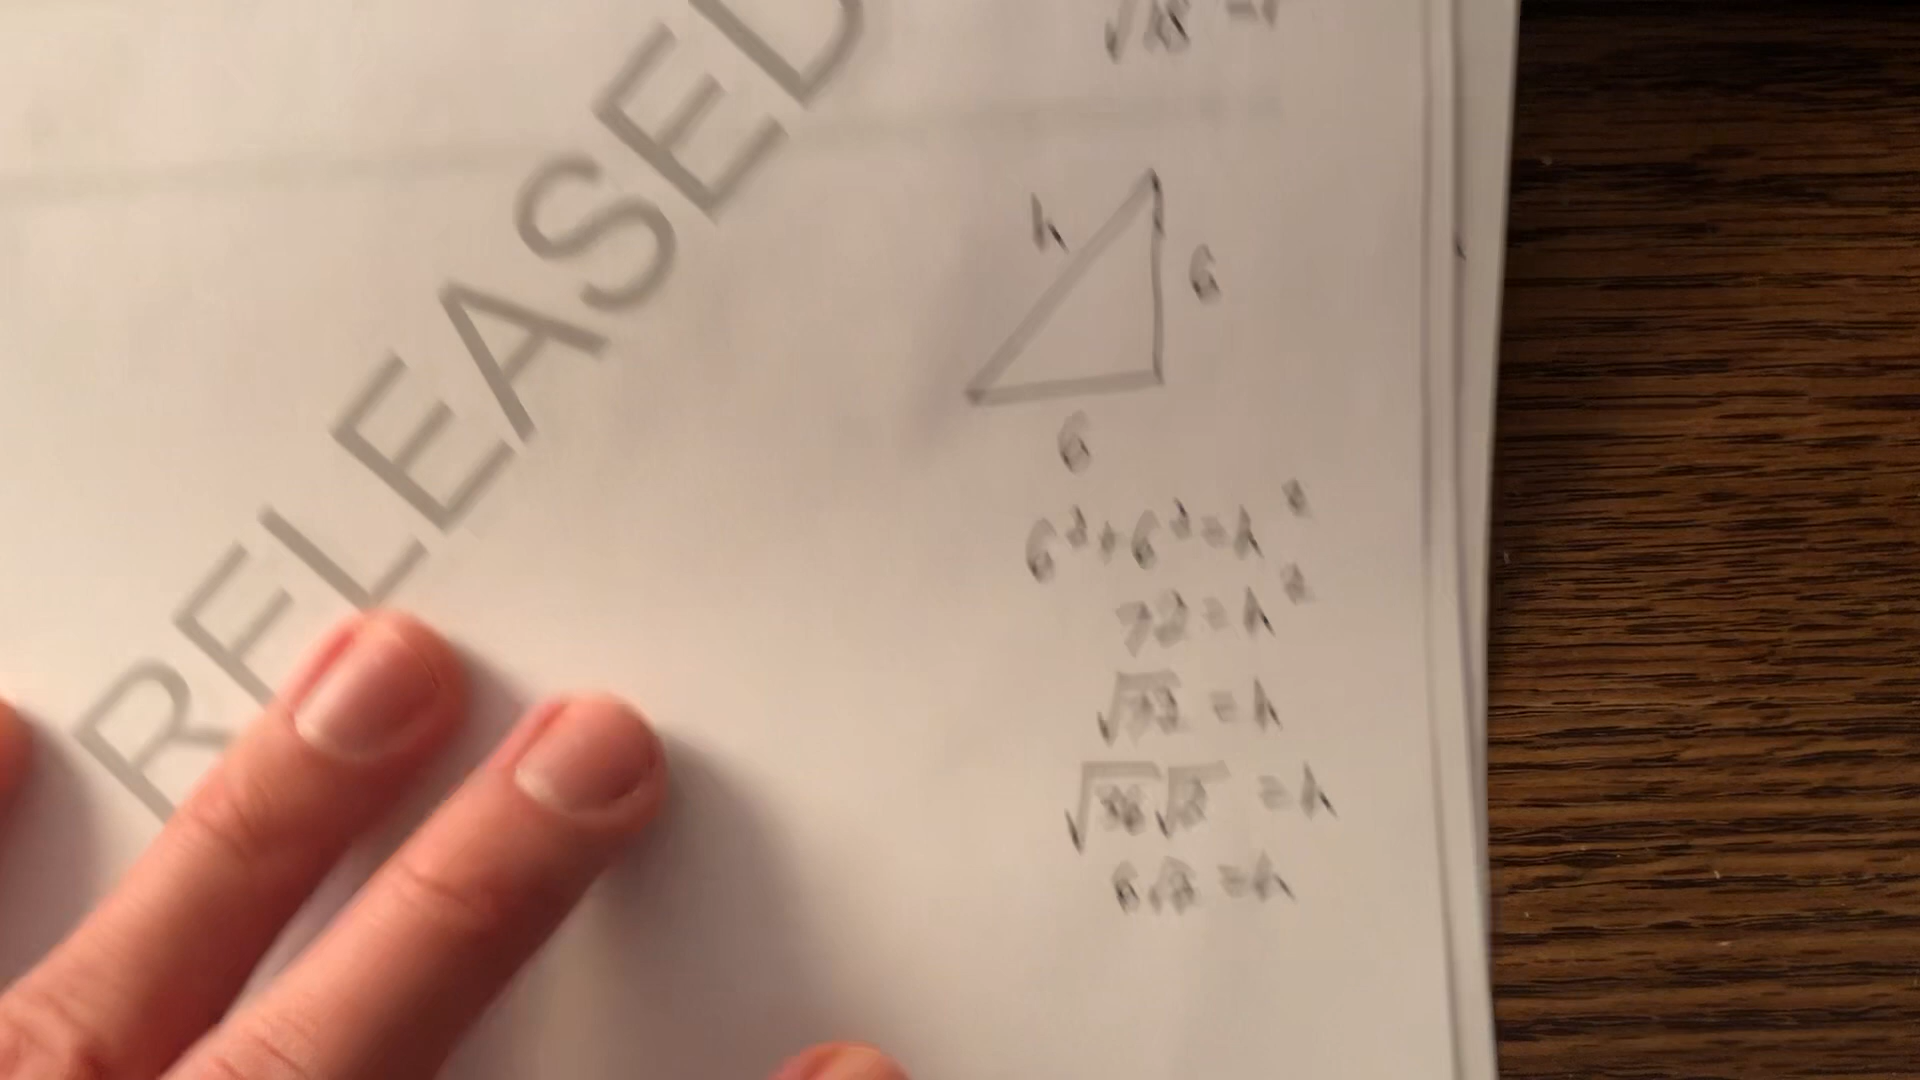 RELEASED
h
6
6
6²+6²=h²
72=h²
√72 =h
√36√2 =h
6√2 =h